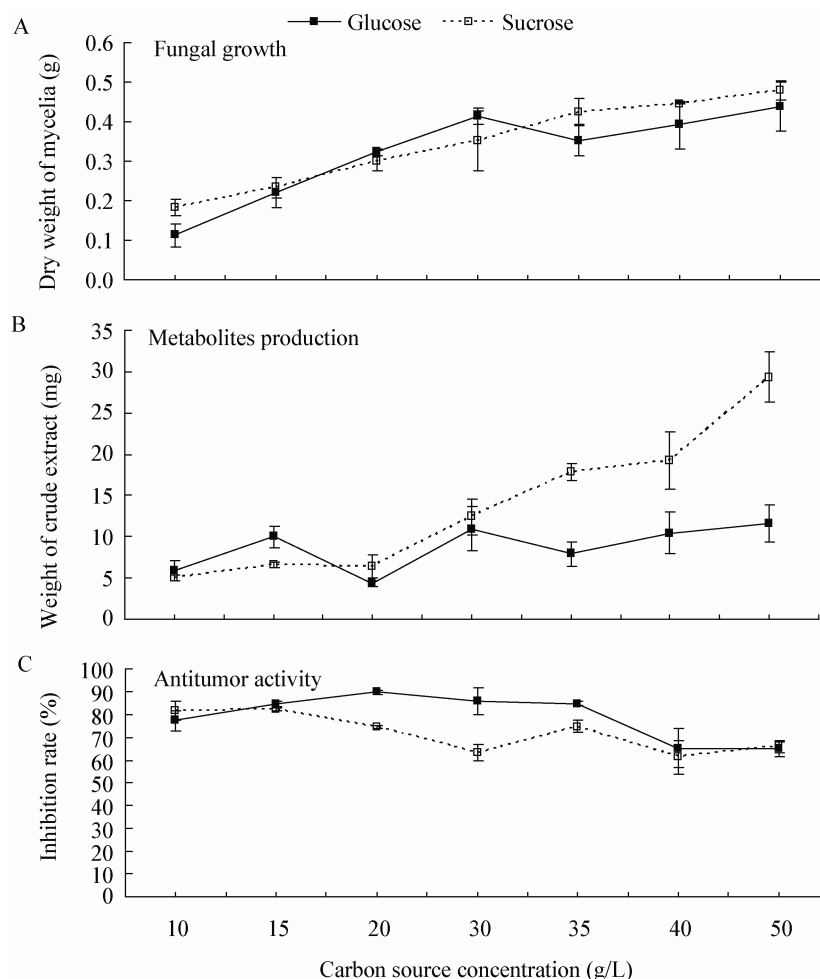 A
Glucose Sucrose
Fungal growth
Dry weight of mycelia (g)
0.6
0.5
0.4
0.3
0.2
0.1
0.0
B
Metabolites production
Weight of crude extract (mg)
35
30
25
20
15
10
5
0
C
Antitumor activity
Inhibition rate (%)
100
90
80
70
60
50
40
30
20
10
0
10 15 20 30 35 40 50
Carbon source concentration (g/L)